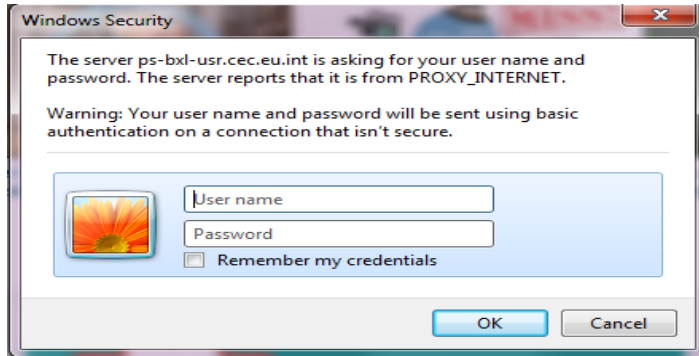 Windows Security
The server ps-bxl-usr.cec.eu.int is asking for your user name and
password. The server reports that it is from PROXY_INTERNET.
Warning: Your user name and password will be sent using basic
authentication on a connection that isn't secure.
User name
Password
Remember my credentials
OK
Cancel